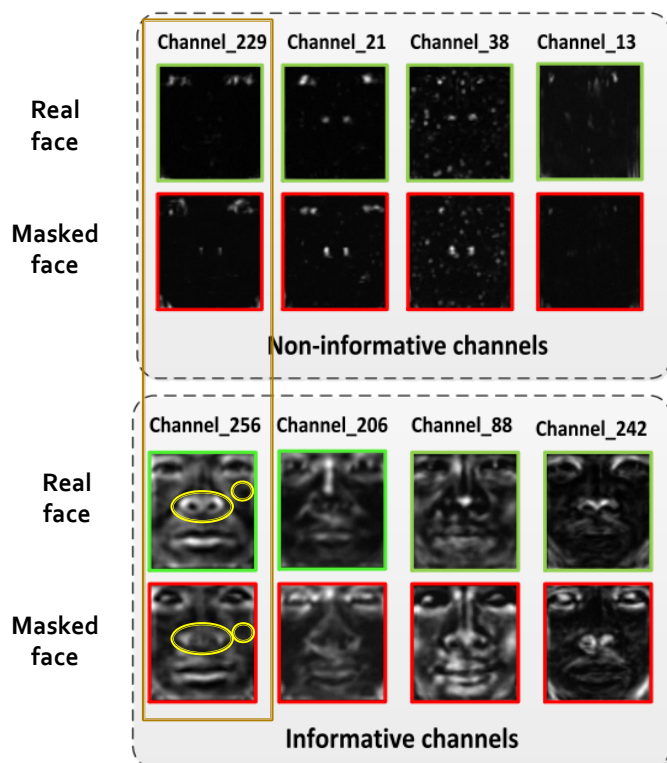 Channel_229 Channel_21 Channel_38 Channel_13
Real
face
Masked
face
Non-informative channels
Channel_256 Channel_206 Channel_88 Channel_242
Real
face
Masked
face
Informative channels